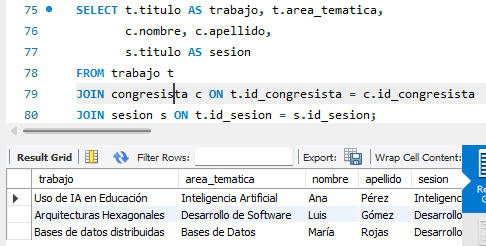 75 SELECT t.titulo AS trabajo, t.area_tematica,
76 c.nombre, c.apellido,
77 s.titulo AS sesion
78 FROM trabajo t
79 JOIN congresista c ON t.id_congresista = c.id_congresista
80 JOIN sesion s ON t.id_sesion = s.id_sesion;
Result Grid Filter Rows: Export: Wrap Cell Content:
trabajo area_tematica nombre apellido sesion
Uso de IA en Educación Inteligencia Artificial Ana Pérez Inteligenc
Arquitecturas Hexagonales Desarrollo de Software Luis Gómez Desarrollo
Bases de datos distribuidas Bases de Datos María Rojas Desarrollo